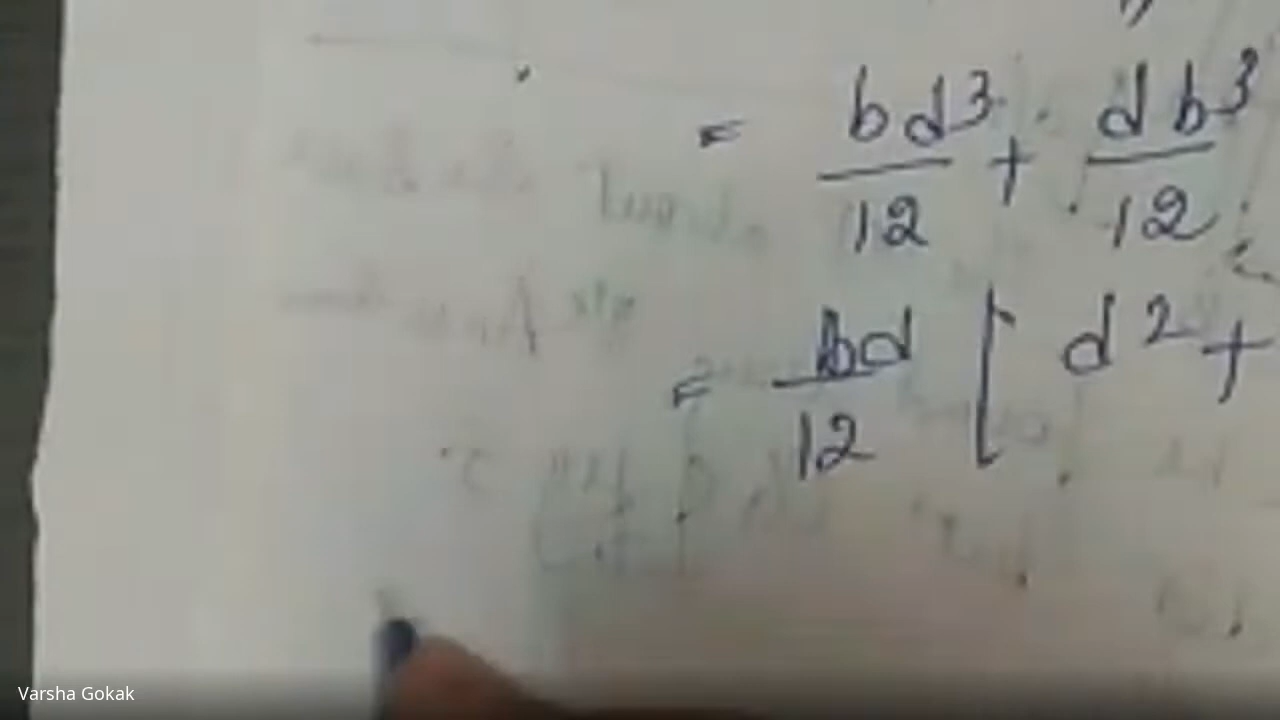 = bd³/12 + db³/12
= bd/12 [ d² +
Varsha Gokak